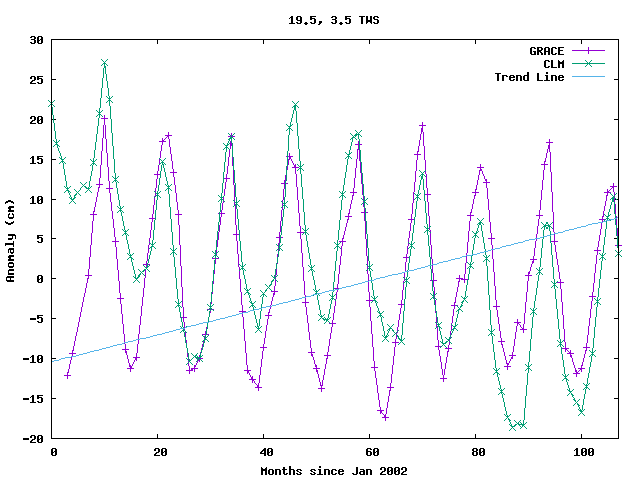 19.5, 3.5 TWS
GRACE
CLM
Trend Line
30
25
20
15
10
5
0
-5
-10
-15
-20
Anomaly (cm)
0 20 40 60 80 100
Months since Jan 2002